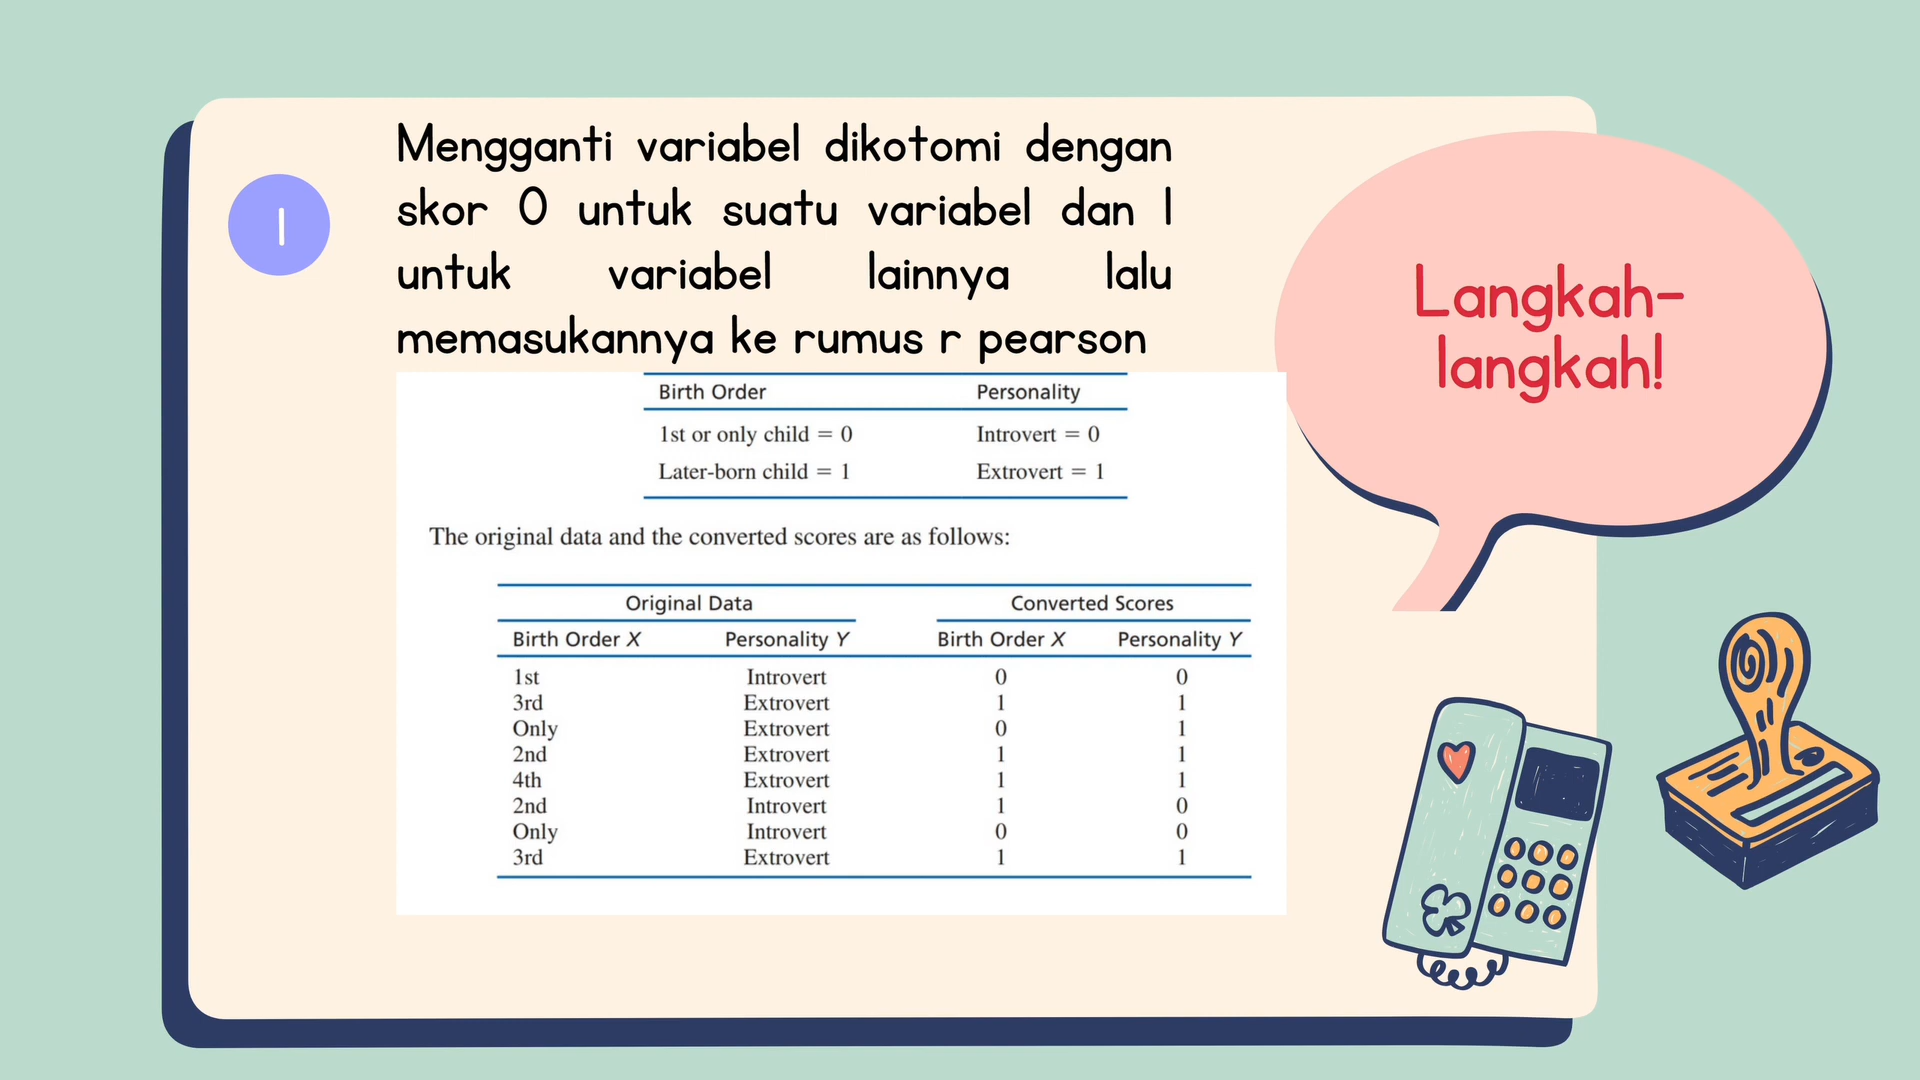 1
Mengganti variabel dikotomi dengan
skor 0 untuk suatu variabel dan 1
untuk variabel lainnya lalu
memasukannya ke rumus r pearson
Langkah-
langkah!
Birth Order Personality
1st or only child = 0 Introvert = 0
Later-born child = 1 Extrovert = 1
The original data and the converted scores are as follows:
Original Data Converted Scores
Birth Order X Personality Y Birth Order X Personality Y
1st Introvert 0 0
3rd Extrovert 1 1
Only Extrovert 0 1
2nd Extrovert 1 1
4th Extrovert 1 1
2nd Introvert 1 0
Only Introvert 0 0
3rd Extrovert 1 1